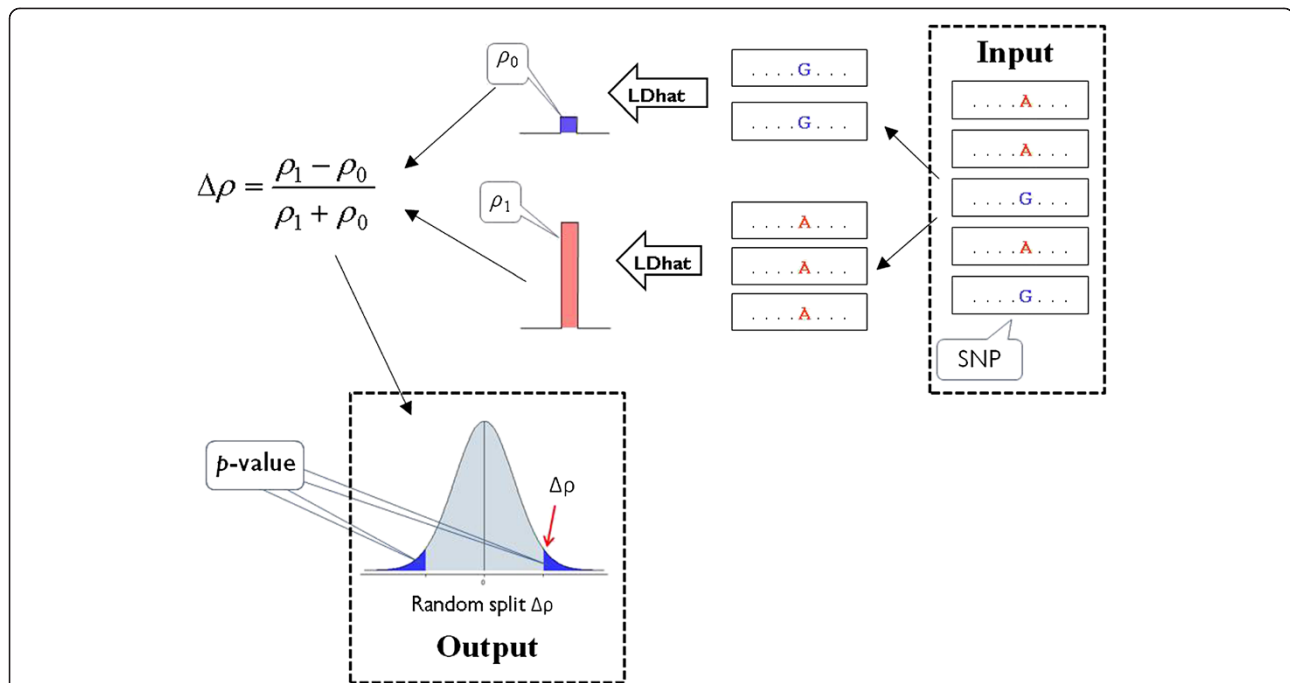 Input
. . . . A . . .
. . . . A . . .
. . . . G . . .
. . . . A . . .
. . . . G . . .
SNP
. . . . G . . .
. . . . G . . .
LDhat
ρ₀
. . . . A . . .
. . . . A . . .
. . . . A . . .
LDhat
ρ₁
Δρ = (ρ₁ − ρ₀) / (ρ₁ + ρ₀)
p-value
Δρ
0
Random split Δρ
Output